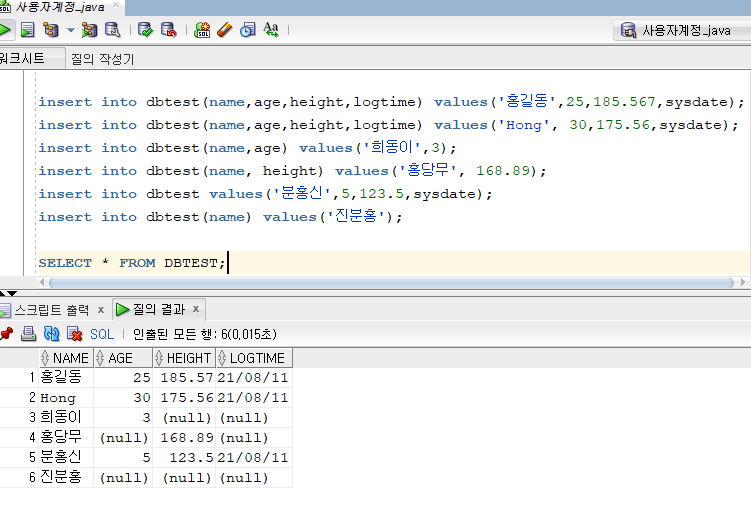 사용자계정_java
사용자계정_java
워크시트 질의 작성기
insert into dbtest(name,age,height,logtime) values('홍길동',25,185.567,sysdate);
insert into dbtest(name,age,height,logtime) values('Hong', 30,175.56,sysdate);
insert into dbtest(name,age) values('희동이',3);
insert into dbtest(name, height) values('홍당무', 168.89);
insert into dbtest values('분홍신',5,123.5,sysdate);
insert into dbtest(name) values('진분홍');
SELECT * FROM DBTEST;
스크립트 출력 x 질의 결과 x
SQL | 인출된 모든 행: 6(0,015초)
NAME AGE HEIGHT LOGTIME
1 홍길동 25 185.57 21/08/11
2 Hong 30 175.56 21/08/11
3 희동이 3 (null) (null)
4 홍당무 (null) 168.89 (null)
5 분홍신 5 123.5 21/08/11
6 진분홍 (null) (null) (null)